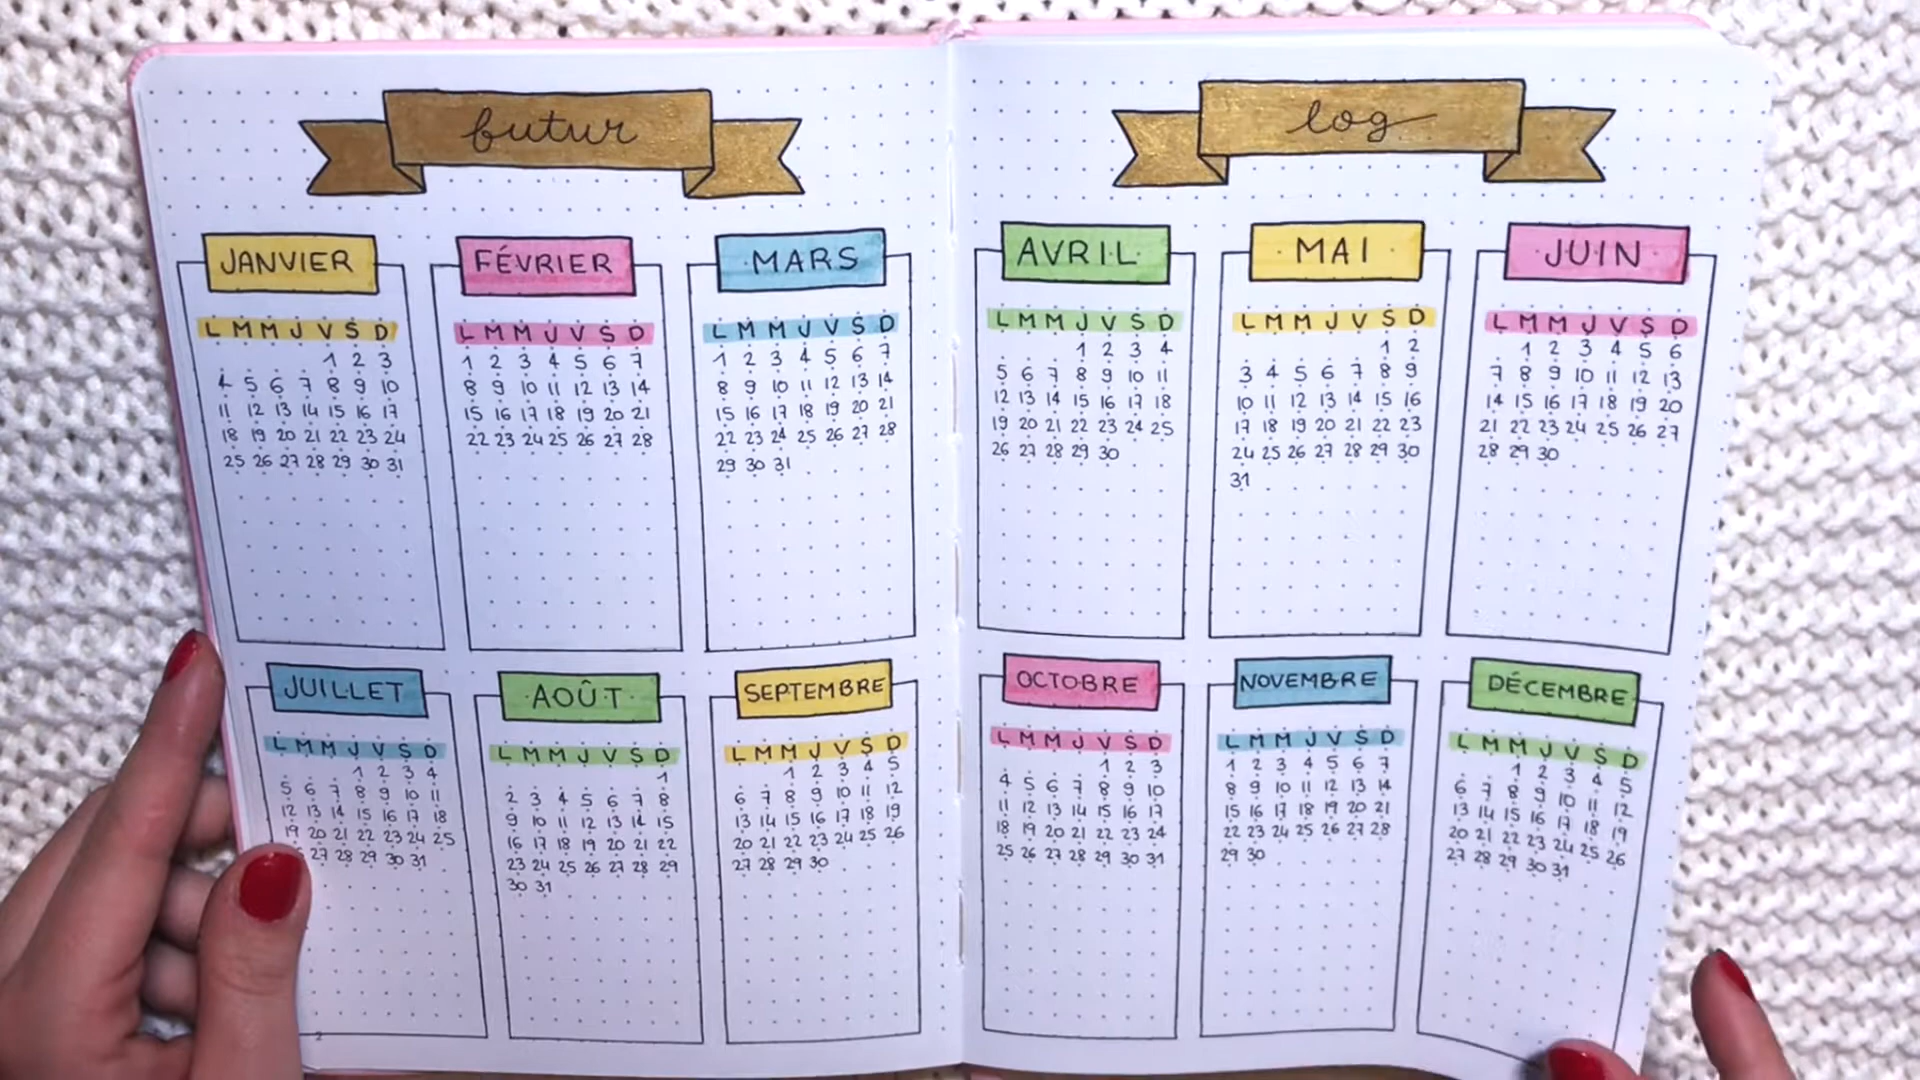 futur
log
JANVIER
L M M J V S D
1 2 3
4 5 6 7 8 9 10
11 12 13 14 15 16 17
18 19 20 21 22 23 24
25 26 27 28 29 30 31
FÉVRIER
L M M J V S D
1 2 3 4 5 6 7
8 9 10 11 12 13 14
15 16 17 18 19 20 21
22 23 24 25 26 27 28
MARS
L M M J V S D
1 2 3 4 5 6 7
8 9 10 11 12 13 14
15 16 17 18 19 20 21
22 23 24 25 26 27 28
29 30 31
AVRIL
L M M J V S D
1 2 3 4
5 6 7 8 9 10 11
12 13 14 15 16 17 18
19 20 21 22 23 24 25
26 27 28 29 30
MAI
L M M J V S D
1 2
3 4 5 6 7 8 9
10 11 12 13 14 15 16
17 18 19 20 21 22 23
24 25 26 27 28 29 30
31
JUIN
L M M J V S D
1 2 3 4 5 6
7 8 9 10 11 12 13
14 15 16 17 18 19 20
21 22 23 24 25 26 27
28 29 30
JUILLET
L M M J V S D
1 2 3 4
5 6 7 8 9 10 11
12 13 14 15 16 17 18
19 20 21 22 23 24 25
27 28 29 30 31
AOÛT
L M M J V S D
1
2 3 4 5 6 7 8
9 10 11 12 13 14 15
16 17 18 19 20 21 22
23 24 25 26 27 28 29
30 31
SEPTEMBRE
L M M J V S D
1 2 3 4 5
6 7 8 9 10 11 12
13 14 15 16 17 18 19
20 21 22 23 24 25 26
27 28 29 30
OCTOBRE
L M M J V S D
1 2 3
4 5 6 7 8 9 10
11 12 13 14 15 16 17
18 19 20 21 22 23 24
25 26 27 28 29 30 31
NOVEMBRE
L M M J V S D
1 2 3 4 5 6 7
8 9 10 11 12 13 14
15 16 17 18 19 20 21
22 23 24 25 26 27 28
29 30
DÉCEMBRE
L M M J V S D
1 2 3 4 5
6 7 8 9 10 11 12
13 14 15 16 17 18 19
20 21 22 23 24 25 26
27 28 29 30 31
2